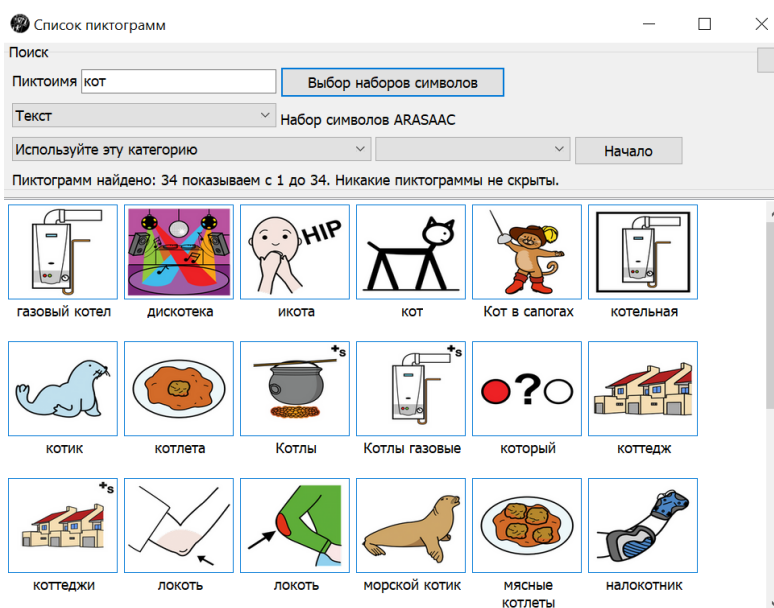 Список пиктограмм
Поиск
Пиктоимя кот Выбор наборов символов
Текст Набор символов ARASAAC
Используйте эту категорию Начало
Пиктограмм найдено: 34 показываем с 1 до 34. Никакие пиктограммы не скрыты.
HIP
газовый котел дискотека икота кот Кот в сапогах котельная
+s +s
?
котик котлета Котлы Котлы газовые который коттедж
+s
коттеджи локоть локоть морской котик мясные котлеты налокотник